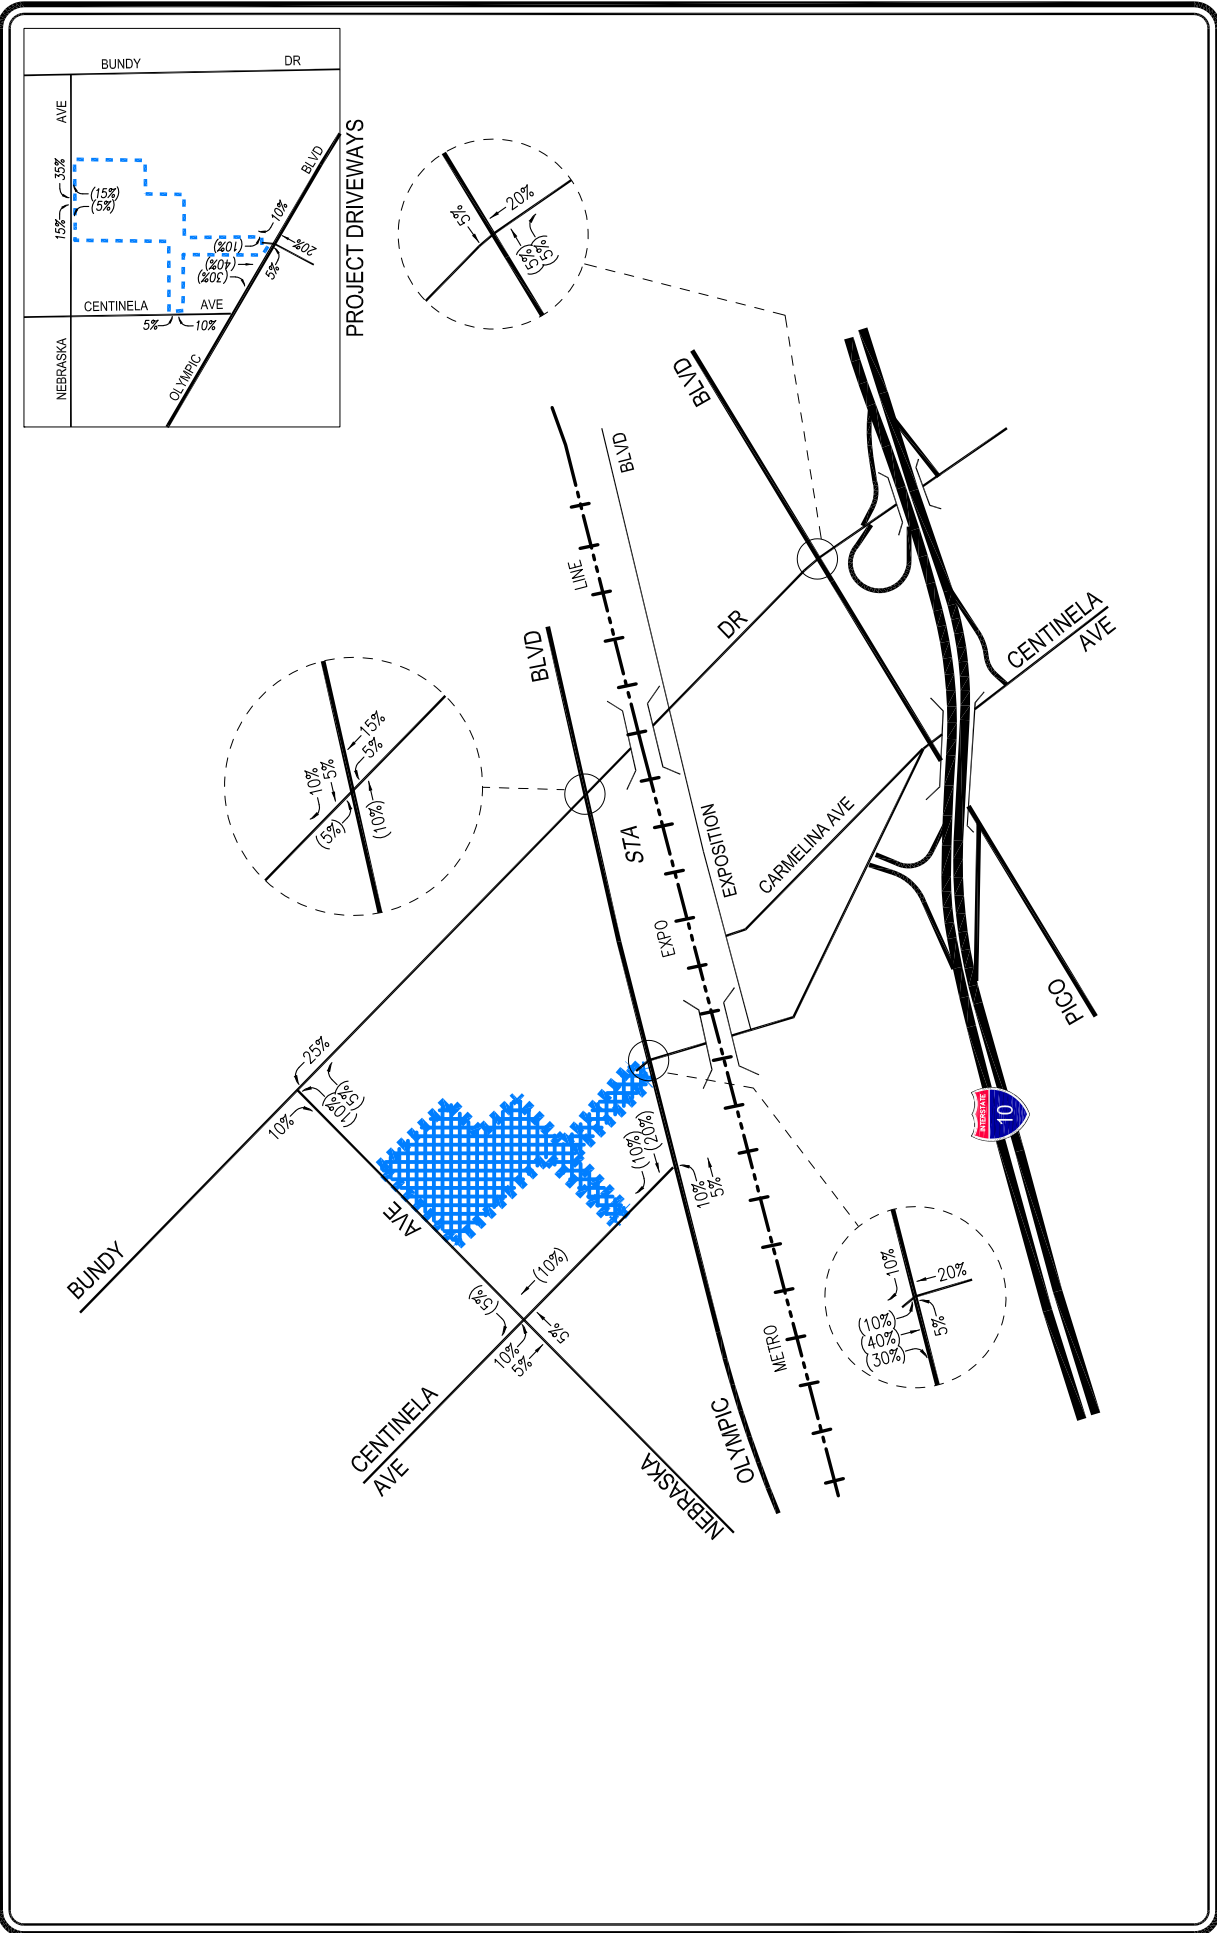 BUNDY DR
AVE
35%
15%
(15%)
(5%)
NEBRASKA
CENTINELA AVE
5%
10%
OLYMPIC
BLVD
10%
(10%)
(40%)
(30%)
20%
5%
PROJECT DRIVEWAYS
5%
20%
(5%)
(5%)
BLVD
BLVD
LINE
DR
BLVD
10%
5%
15%
5%
(5%)
(10%)
STA
EXPOSITION
EXPO
CARMELINA AVE
CENTINELA
AVE
PICO
INTERSTATE
10
25%
10%
(10%)
(5%)
BUNDY
AVE
(10%)
(20%)
10%
5%
(5%)
(10%)
10%
5%
5%
CENTINELA
AVE
NEBRASKA
OLYMPIC
METRO
10%
20%
(10%)
(40%)
(30%)
5%